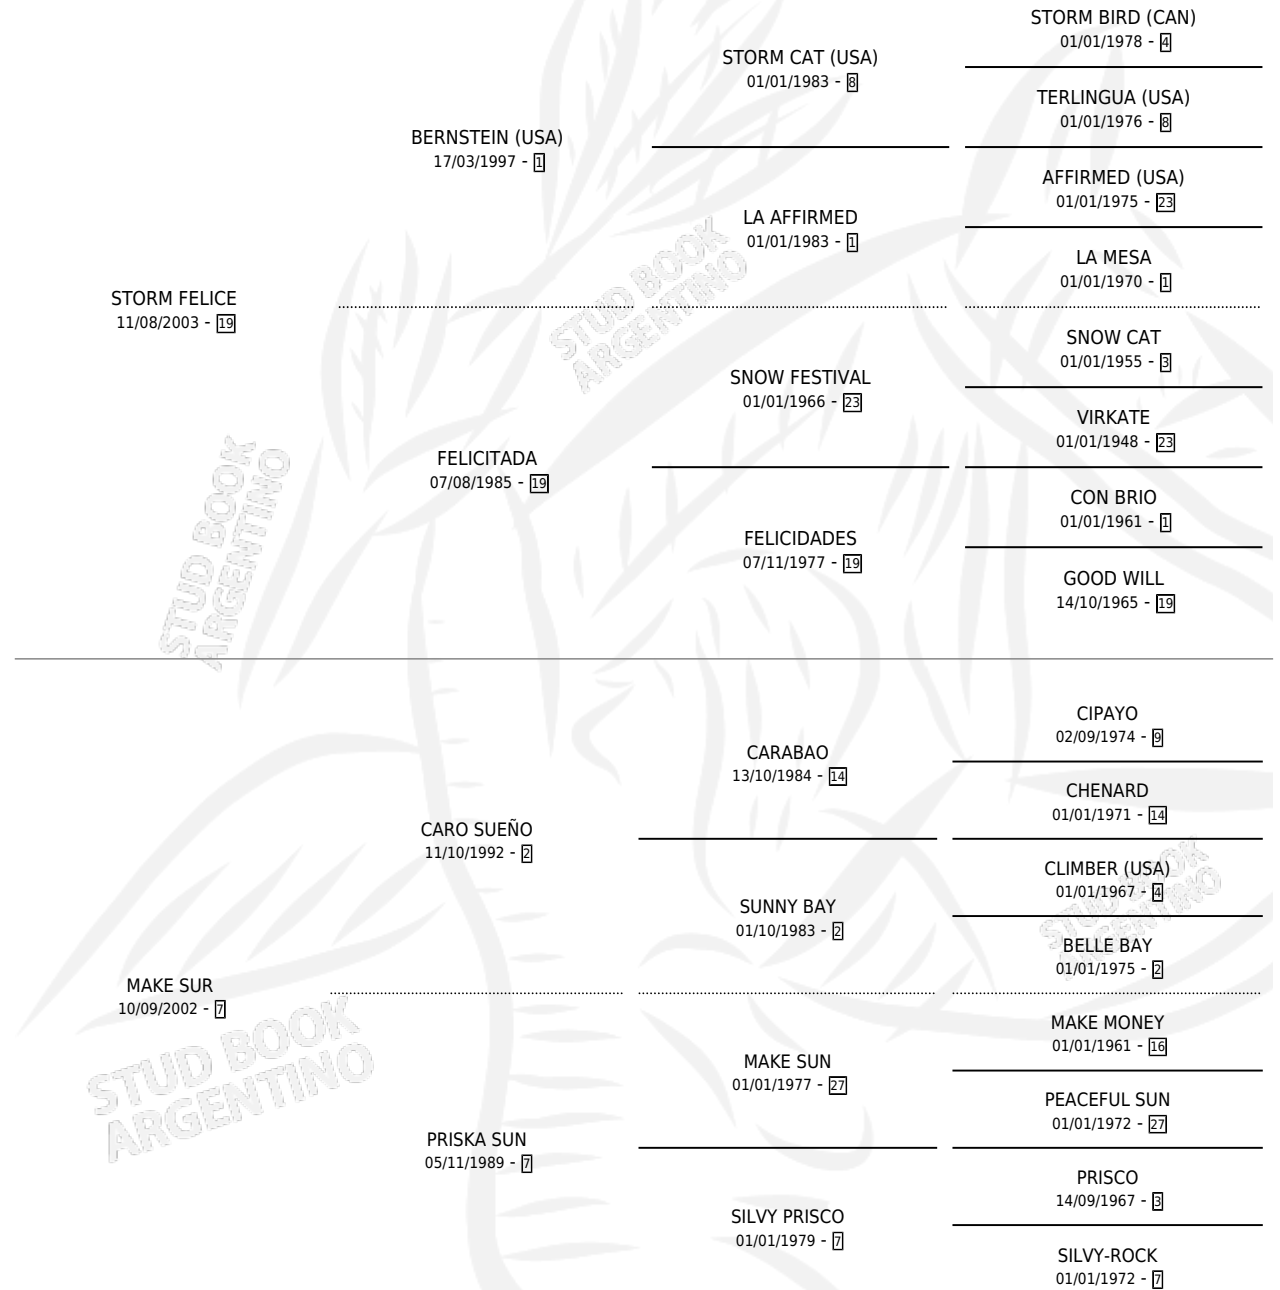 STORM BIRD (CAN)
01/01/1978 - 4
STORM CAT (USA)
01/01/1983 - 8
TERLINGUA (USA)
01/01/1976 - 8
BERNSTEIN (USA)
17/03/1997 - 1
AFFIRMED (USA)
01/01/1975 - 23
LA AFFIRMED
01/01/1983 - 1
LA MESA
01/01/1970 - 1
STORM FELICE
11/08/2003 - 19
SNOW CAT
01/01/1955 - 3
SNOW FESTIVAL
01/01/1966 - 23
VIRKATE
01/01/1948 - 23
FELICITADA
07/08/1985 - 19
CON BRIO
01/01/1961 - 1
FELICIDADES
07/11/1977 - 19
GOOD WILL
14/10/1965 - 19
CIPAYO
02/09/1974 - 9
CARABAO
13/10/1984 - 14
CHENARD
01/01/1971 - 14
CARO SUEÑO
11/10/1992 - 2
CLIMBER (USA)
01/01/1967 - 4
SUNNY BAY
01/10/1983 - 2
BELLE BAY
01/01/1975 - 2
MAKE SUR
10/09/2002 - 7
MAKE MONEY
01/01/1961 - 16
MAKE SUN
01/01/1977 - 27
PEACEFUL SUN
01/01/1972 - 27
PRISKA SUN
05/11/1989 - 7
PRISCO
14/09/1967 - 3
SILVY PRISCO
01/01/1979 - 7
SILVY-ROCK
01/01/1972 - 7
STUD BOOK
ARGENTINO
STUD BOOK
ARGENTINO
STUD BOOK
ARGENTINO
STUD BOOK
ARGENTINO